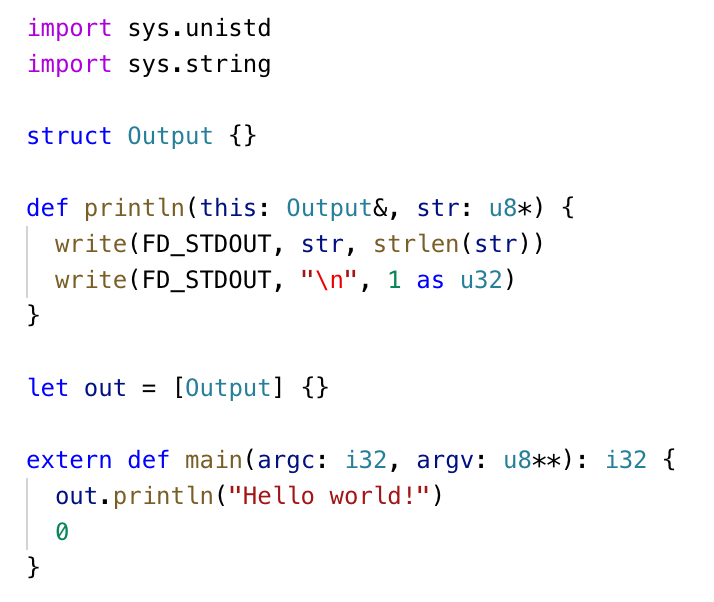 import sys.unistd
import sys.string

struct Output {}

def println(this: Output&, str: u8*) {
  write(FD_STDOUT, str, strlen(str))
  write(FD_STDOUT, "\n", 1 as u32)
}

let out = [Output] {}

extern def main(argc: i32, argv: u8**): i32 {
  out.println("Hello world!")
  0
}